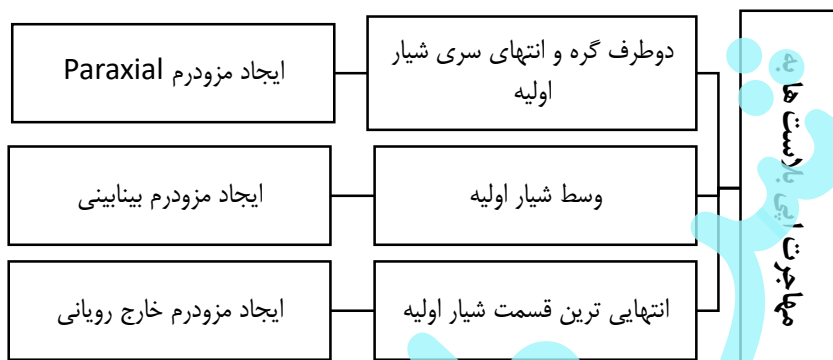 مهاجرت اپی بلاست ها به
دوطرف گره و انتهای سری شیار
اولیه
ایجاد مزودرم Paraxial
وسط شیار اولیه
ایجاد مزودرم بینابینی
انتهایی ترین قسمت شیار اولیه
ایجاد مزودرم خارج رویانی